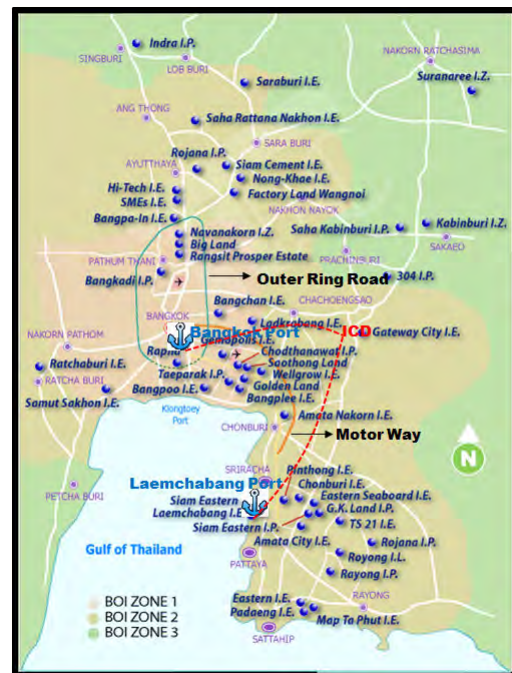 Indra I.P.
SINGBURI
LOB BURI
NAKORN RATCHASIMA
Suranaree I.Z.
Saraburi I.E.
ANG THONG
Saha Rattana Nakhon I.E.
SARA BURI
Rojana I.P.
Siam Cement I.E.
AYUTTHAYA
Nong-Khae I.E.
Hi-Tech I.E.
Factory Land Wangnoi
SMEs I.E.
NAKHON NAYOK
Bangpa-In I.E.
Saha Kabinburi I.P.
Kabinburi I.Z.
Navanakorn I.Z.
Big Land
SAKAEO
PATHUM THANI
Rangsit Prosper Estate
PRACHINBURI
Bangkadi I.P.
Outer Ring Road
304 I.P.
Bangchan I.E.
CHACHOENGSAO
BANGKOK
Ladkrabang I.E.
NAKORN PATHOM
Bangkok Port
ICD
Gateway City I.E.
Gemopolis I.E.
Chodthanawat I.P.
Ratchaburi I.E.
Saothong Land
Taeparak I.P.
Wellgrow I.E.
RATCHA BURI
Golden Land
Samut Sakhon I.E.
Bangpoo I.E.
Bangplee I.E.
Klongtoey
Port
Amata Nakorn I.E.
CHONBURI
Motor Way
N
SRIRACHA
Pinthong I.E.
Laemchabang Port
Chonburi I.E.
PETCHA BURI
Siam Eastern
Eastern Seaboard I.E.
Laemchabang I.E
G.K. Land I.P.
Siam Eastern I.P.
TS 21 I.E.
Amata City I.E.
Rojana I.P.
Gulf of Thailand
PATTAYA
Royong I.L.
Rayong I.P.
BOI ZONE 1
Eastern I.E.
RAYONG
BOI ZONE 2
Padaeng I.E.
Map Ta Phut I.E.
BOI ZONE 3
SATTAHIP